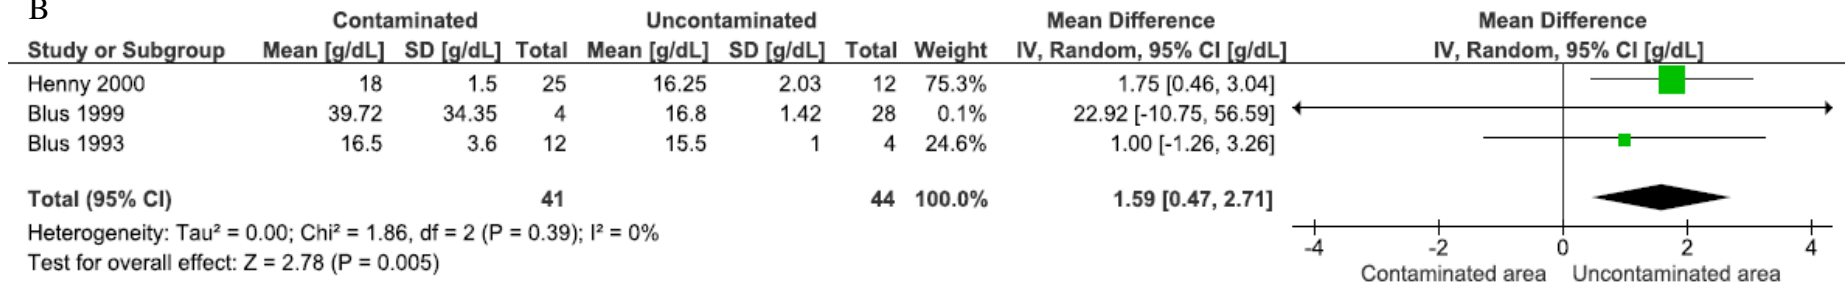 B
Contaminated Uncontaminated Mean Difference Mean Difference
Study or Subgroup Mean [g/dL] SD [g/dL] Total Mean [g/dL] SD [g/dL] Total Weight IV, Random, 95% CI [g/dL] IV, Random, 95% CI [g/dL]
Henny 2000 18 1.5 25 16.25 2.03 12 75.3% 1.75 [0.46, 3.04]
Blus 1999 39.72 34.35 4 16.8 1.42 28 0.1% 22.92 [-10.75, 56.59]
Blus 1993 16.5 3.6 12 15.5 1 4 24.6% 1.00 [-1.26, 3.26]
Total (95% CI) 41 44 100.0% 1.59 [0.47, 2.71]
Heterogeneity: Tau² = 0.00; Chi² = 1.86, df = 2 (P = 0.39); I² = 0%
Test for overall effect: Z = 2.78 (P = 0.005)
-4 -2 0 2 4
Contaminated area Uncontaminated area